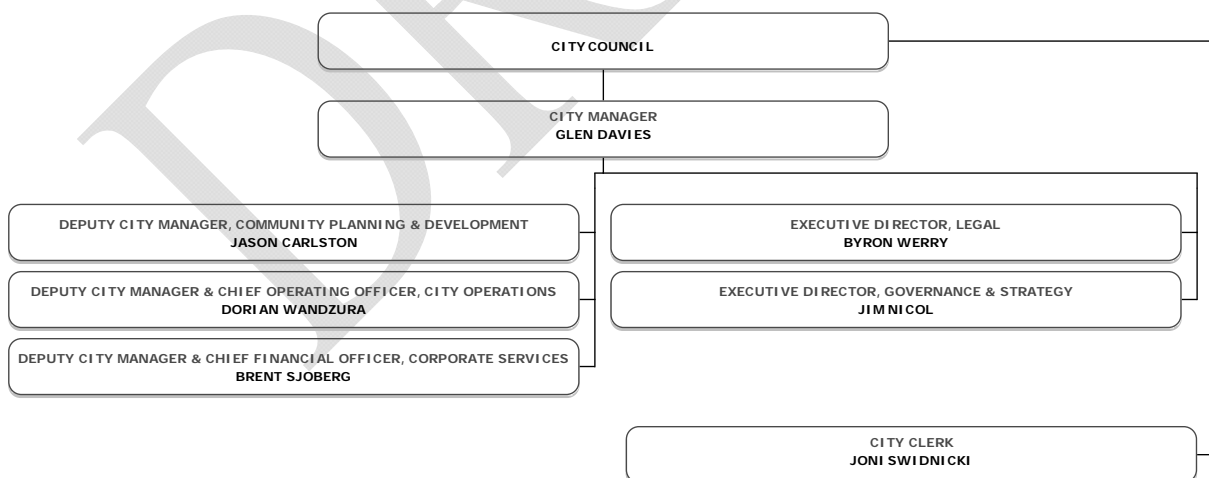 CITY COUNCIL
CITY MANAGER
GLEN DAVIES
DEPUTY CITY MANAGER, COMMUNITY PLANNING & DEVELOPMENT
JASON CARLSTON
EXECUTIVE DIRECTOR, LEGAL
BYRON WERRY
DEPUTY CITY MANAGER & CHIEF OPERATING OFFICER, CITY OPERATIONS
DORIAN WANDZURA
EXECUTIVE DIRECTOR, GOVERNANCE & STRATEGY
JIM NICOL
DEPUTY CITY MANAGER & CHIEF FINANCIAL OFFICER, CORPORATE SERVICES
BRENT SJOBERG
CITY CLERK
JONI SWIDNICKI